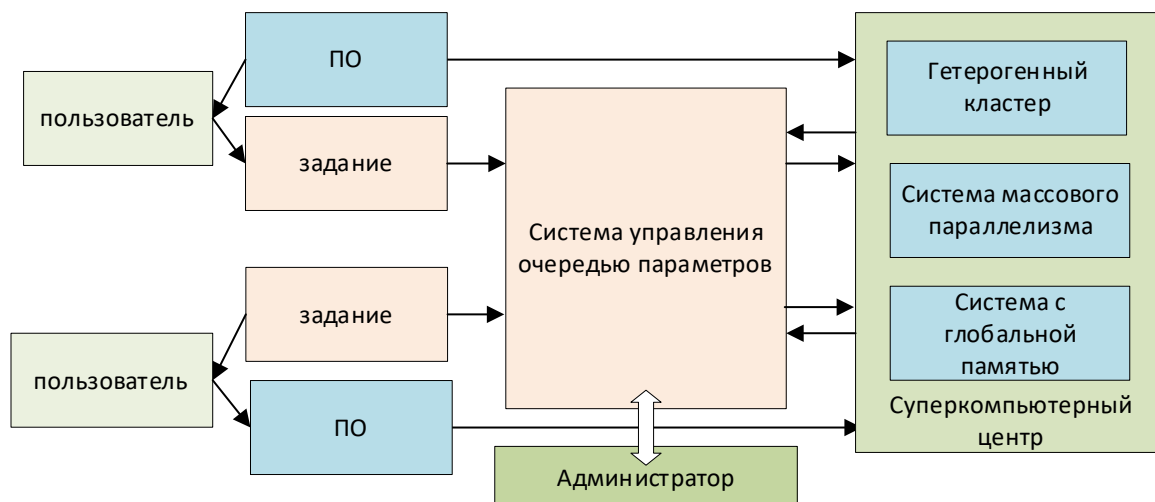 ПО
пользователь
задание
Система управления
очередью параметров
задание
пользователь
ПО
Администратор
Гетерогенный
кластер
Система массового
параллелизма
Система с
глобальной
памятью
Суперкомпьютерный
центр